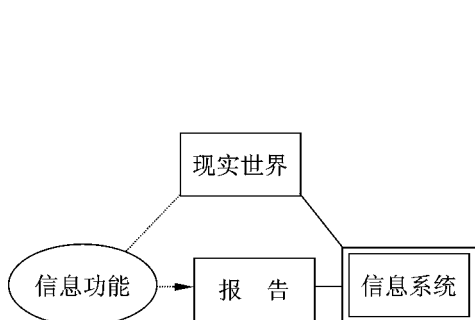 现实世界
信息功能
报 告
信息系统